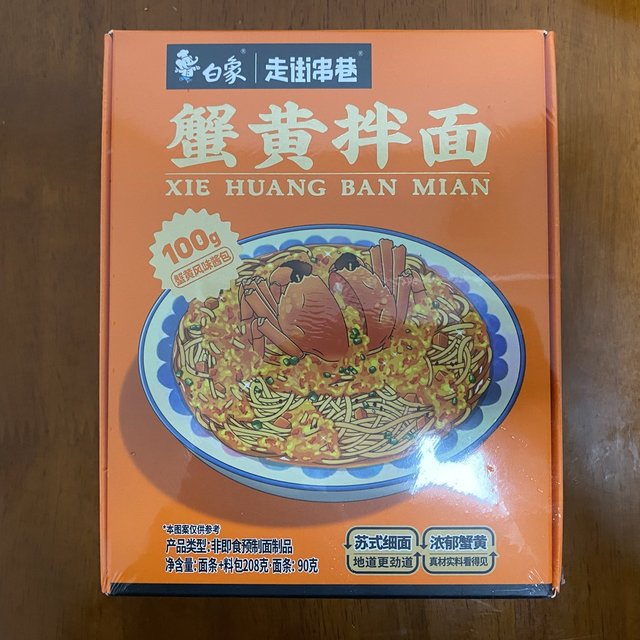 白象® 走街串巷®
蟹黄拌面
XIE HUANG BAN MIAN
100g
蟹黄风味酱包
*本图案仅供参考
产品类型:非即食预制面制品
净含量:面条+料包208克·面条:90克
苏式细面
地道更劲道
浓郁蟹黄
真材实料看得见